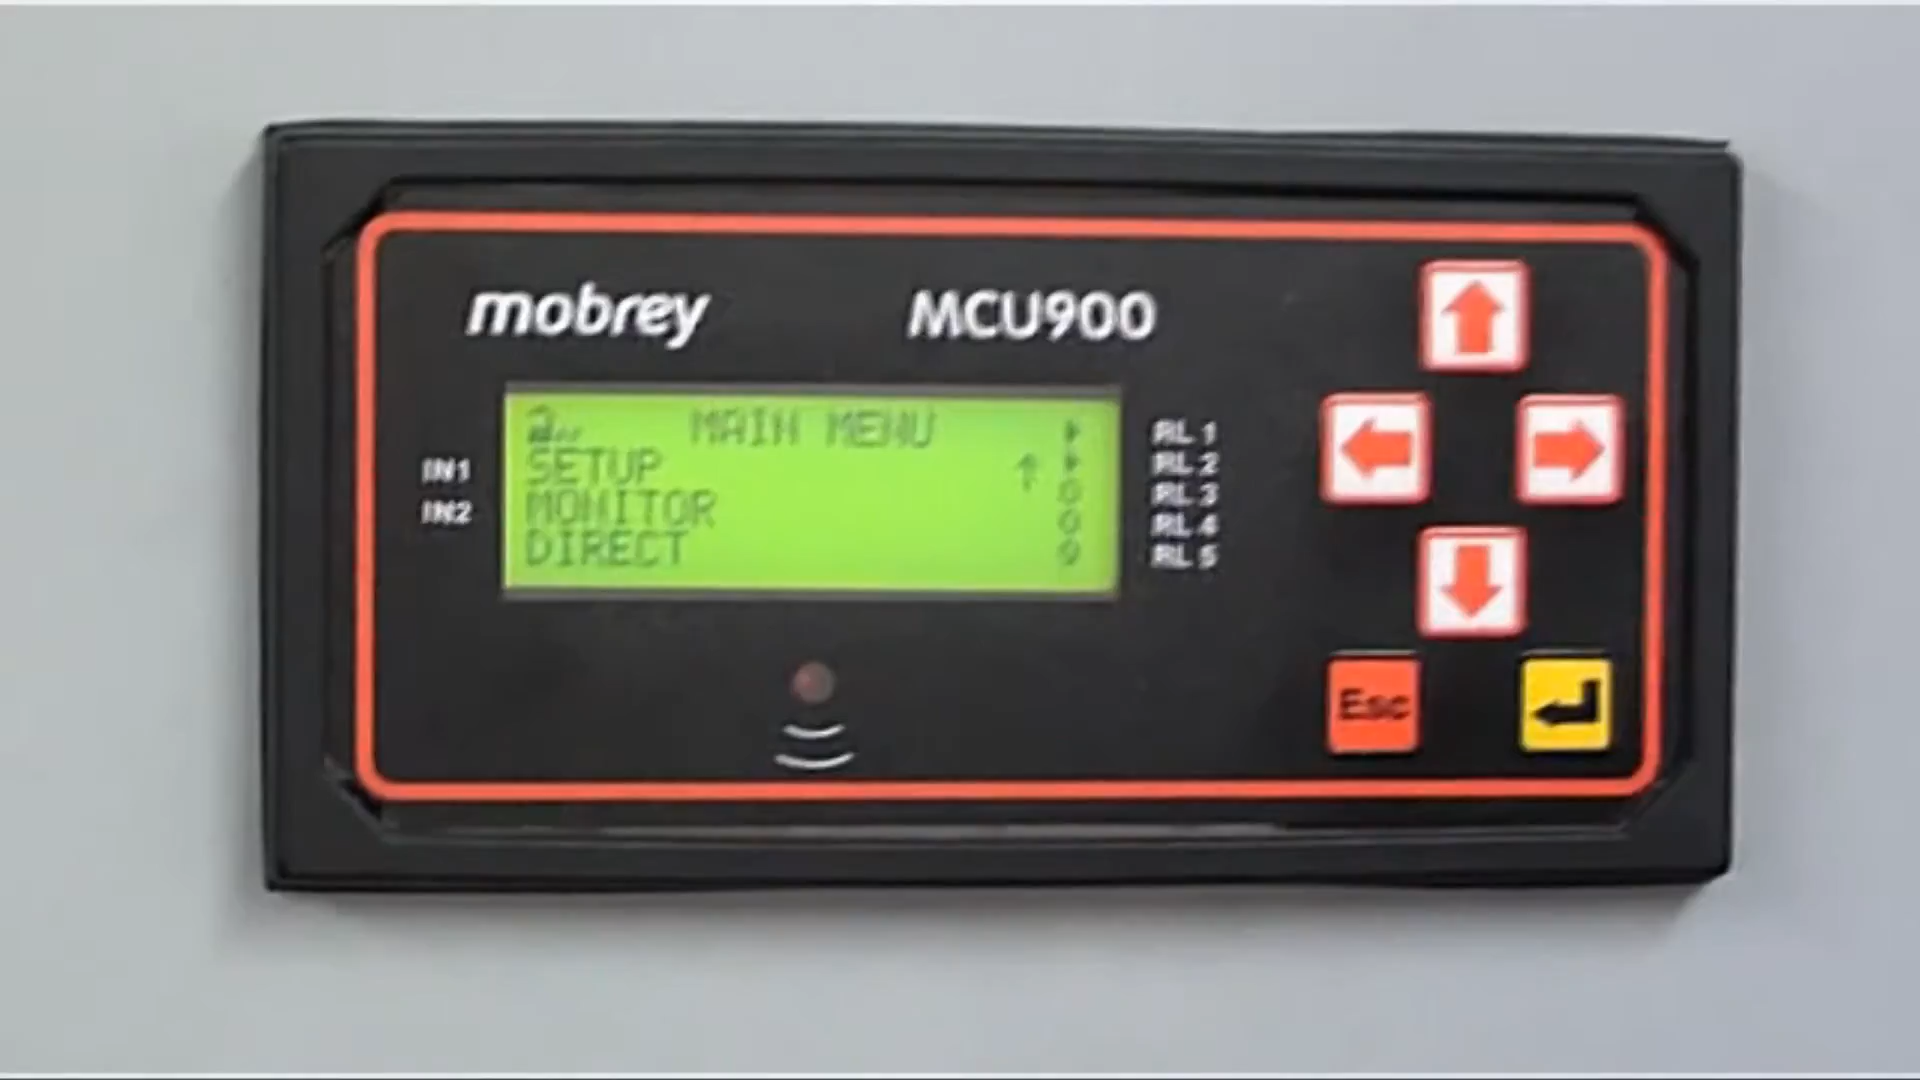 mobrey MCU900
MAIN MENU
SETUP
MONITOR
DIRECT
IN1
IN2
RL 1
RL 2
RL 3
RL 4
RL 5
Esc